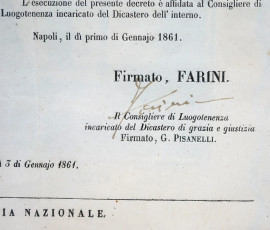 L'esecuzione del presente decreto è affidata al Consigliere di
Luogotenenza incaricato del Dicastero dell' interno.
Napoli, il dì primo di Gennajo 1861.
Firmato, FARINI.
Il Consigliere di Luogotenenza
incaricato del Dicastero di grazia e giustizia
Firmato, G. PISANELLI.
3 di Gennajo 1861.
NAZIONALE.